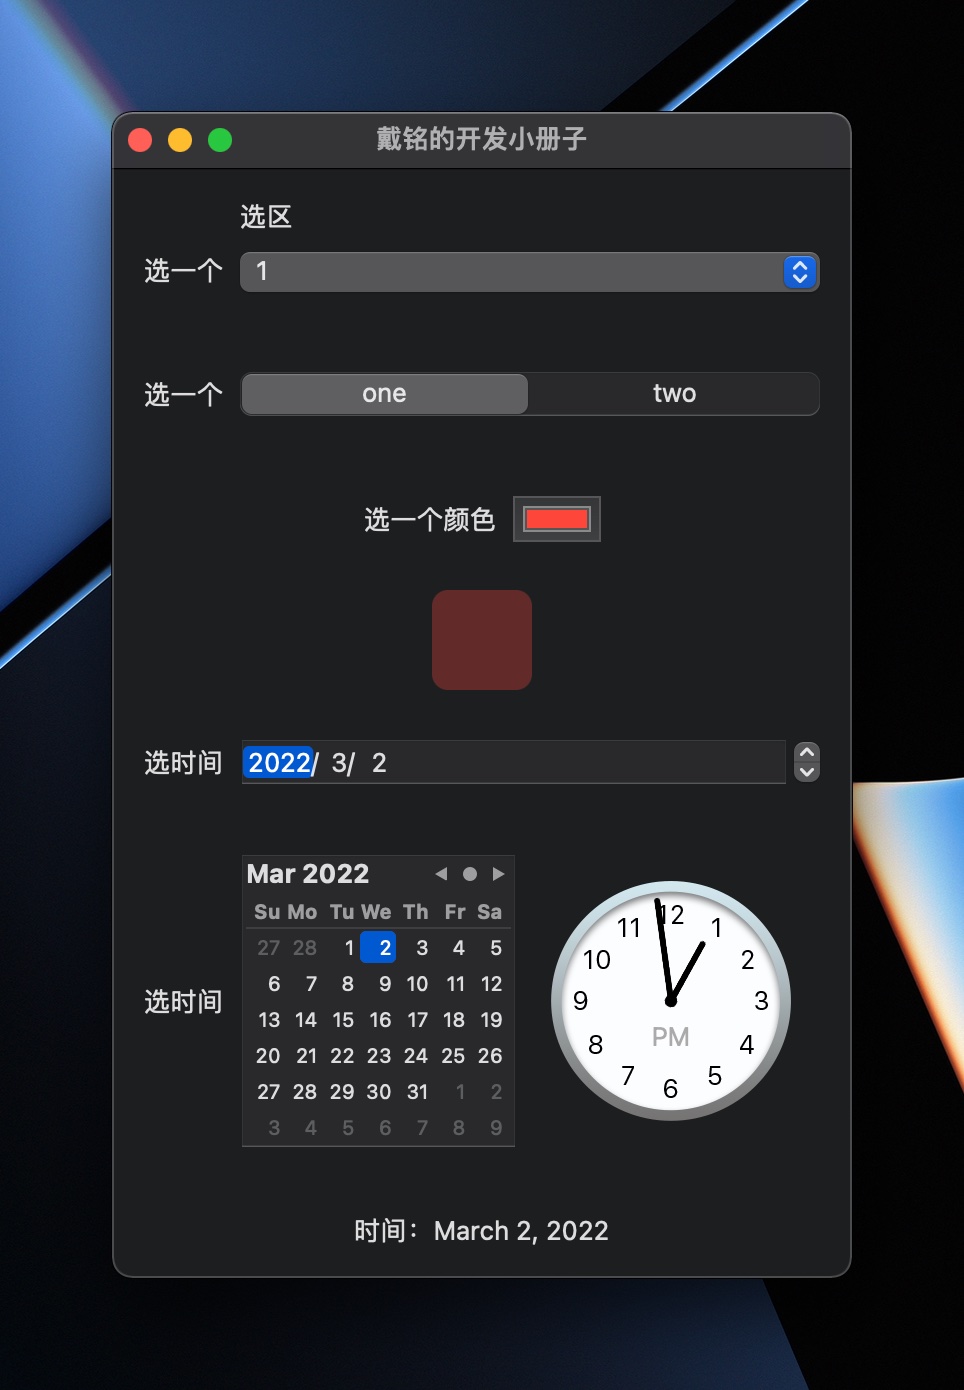 戴铭的开发小册子
选区
选一个 1
选一个 one two
选一个颜色
选时间 2022/ 3/ 2
Mar 2022
Su Mo Tu We Th Fr Sa
27 28 1 2 3 4 5
6 7 8 9 10 11 12
13 14 15 16 17 18 19
20 21 22 23 24 25 26
27 28 29 30 31 1 2
3 4 5 6 7 8 9
选时间
12
11 1
10 2
9 3
PM
8 4
7 5
6
时间：March 2, 2022